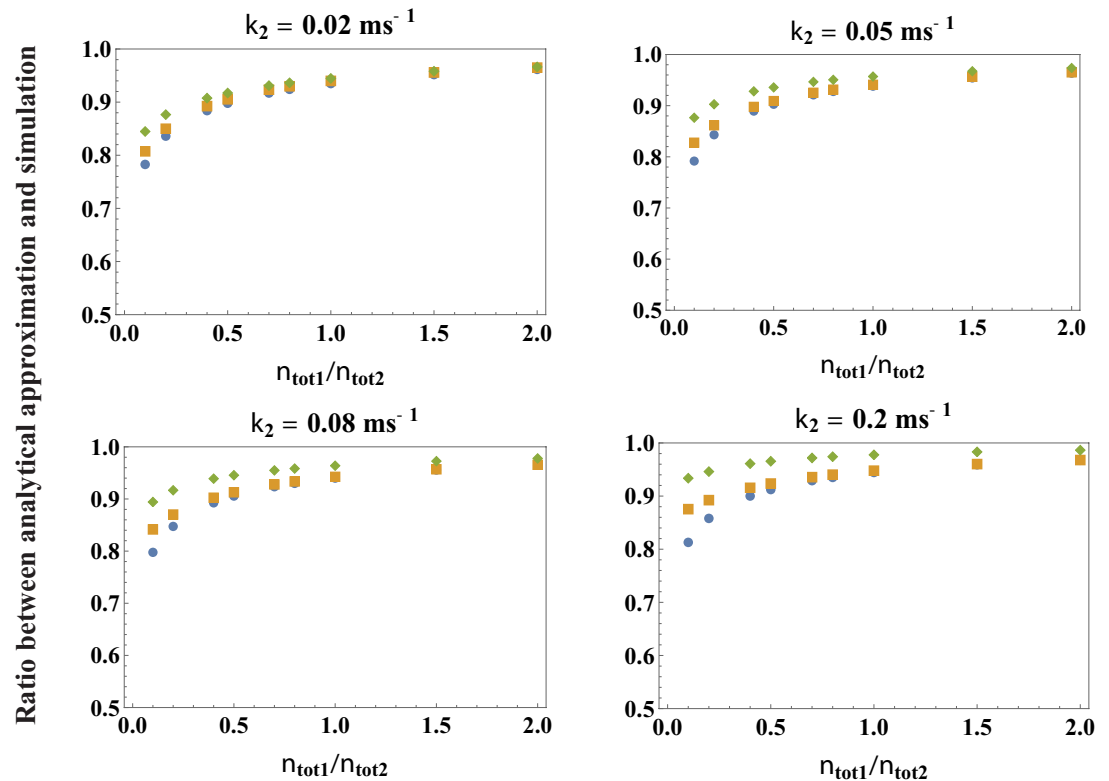 Ratio between analytical approximation and simulation
k2 = 0.02 ms- 1
1.0
0.9
0.8
0.7
0.6
0.5
0.0 0.5 1.0 1.5 2.0
ntot1/ntot2
k2 = 0.05 ms- 1
1.0
0.9
0.8
0.7
0.6
0.5
0.0 0.5 1.0 1.5 2.0
ntot1/ntot2
k2 = 0.08 ms- 1
1.0
0.9
0.8
0.7
0.6
0.5
0.0 0.5 1.0 1.5 2.0
ntot1/ntot2
k2 = 0.2 ms- 1
1.0
0.9
0.8
0.7
0.6
0.5
0.0 0.5 1.0 1.5 2.0
ntot1/ntot2